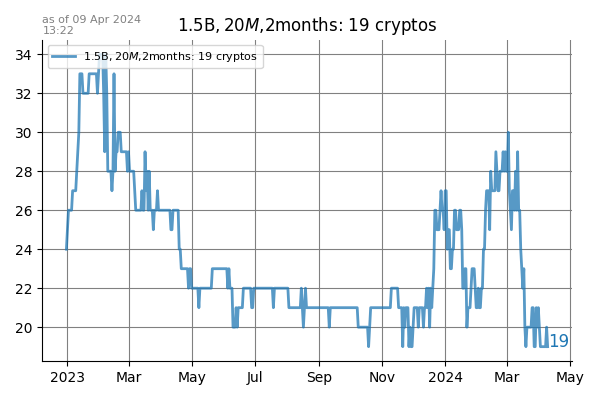 as of 09 Apr 2024
13:22
1.5B, 20M,2months: 19 cryptos
1.5B, 20M,2months: 19 cryptos
34
32
30
28
26
24
22
20
19
2023 Mar May Jul Sep Nov 2024 Mar May